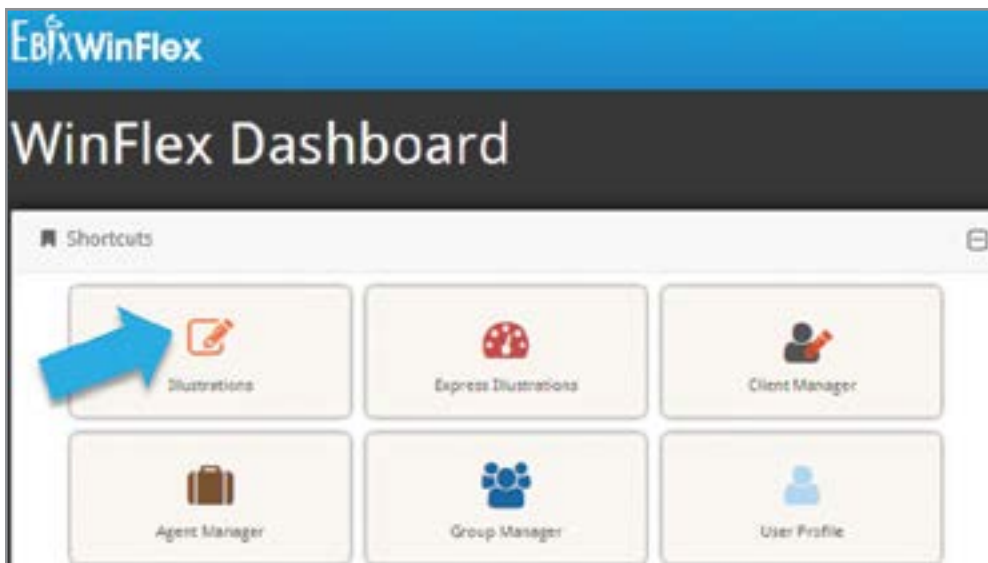 EBIXWinFlex
WinFlex Dashboard
Shortcuts
Illustrations
Express Illustrations
Client Manager
Agent Manager
Group Manager
User Profile